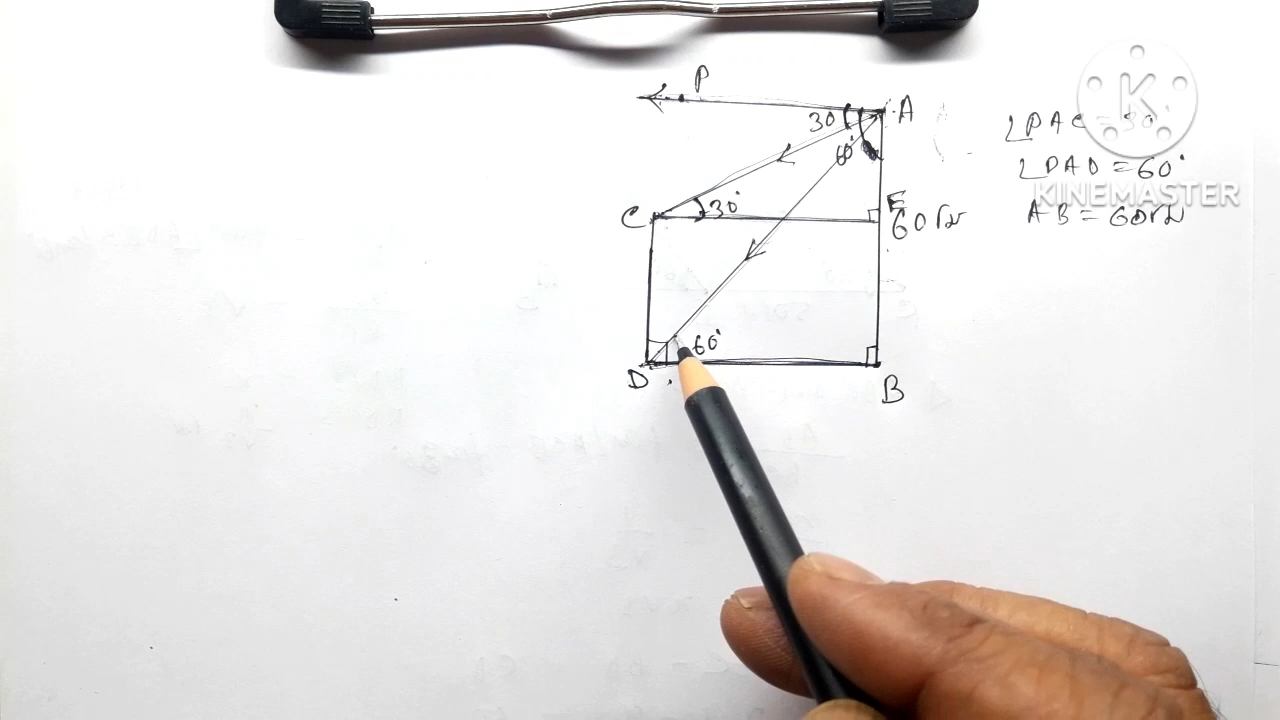 P
30 A
60°
∠PAC = 30
∠PAD = 60°
AB = 60 মি
C 30° E
60 মি
60°
D B
K
KINEMASTER